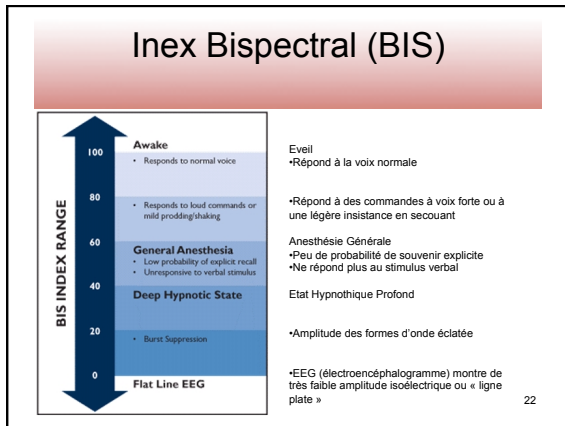 Inex Bispectral (BIS)
BIS INDEX RANGE
100
80
60
40
20
0
Awake
• Responds to normal voice
• Responds to loud commands or
mild prodding/shaking
General Anesthesia
• Low probability of explicit recall
• Unresponsive to verbal stimulus
Deep Hypnotic State
• Burst Suppression
Flat Line EEG
Eveil
•Répond à la voix normale
•Répond à des commandes à voix forte ou à
une légère insistance en secouant
Anesthésie Générale
•Peu de probabilité de souvenir explicite
•Ne répond plus au stimulus verbal
Etat Hypnothique Profond
•Amplitude des formes d’onde éclatée
•EEG (électroencéphalogramme) montre de
très faible amplitude isoélectrique ou « ligne
plate »
22